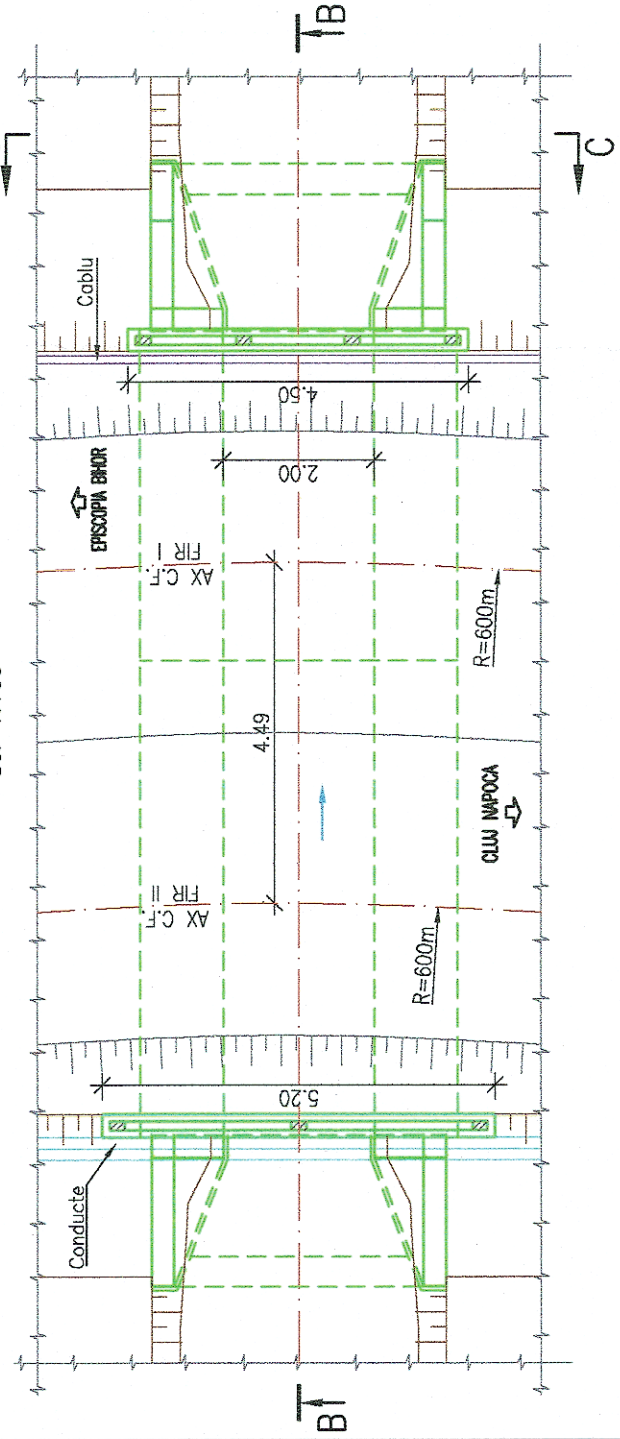 B
C
Cablu
4.50
2.00
EPISCOPIA BIHOR
AX C.F.
FIR I
R=600m
4.49
CLUJ NAPOCA
AX C.F.
FIR II
R=600m
5.20
Conducte
B